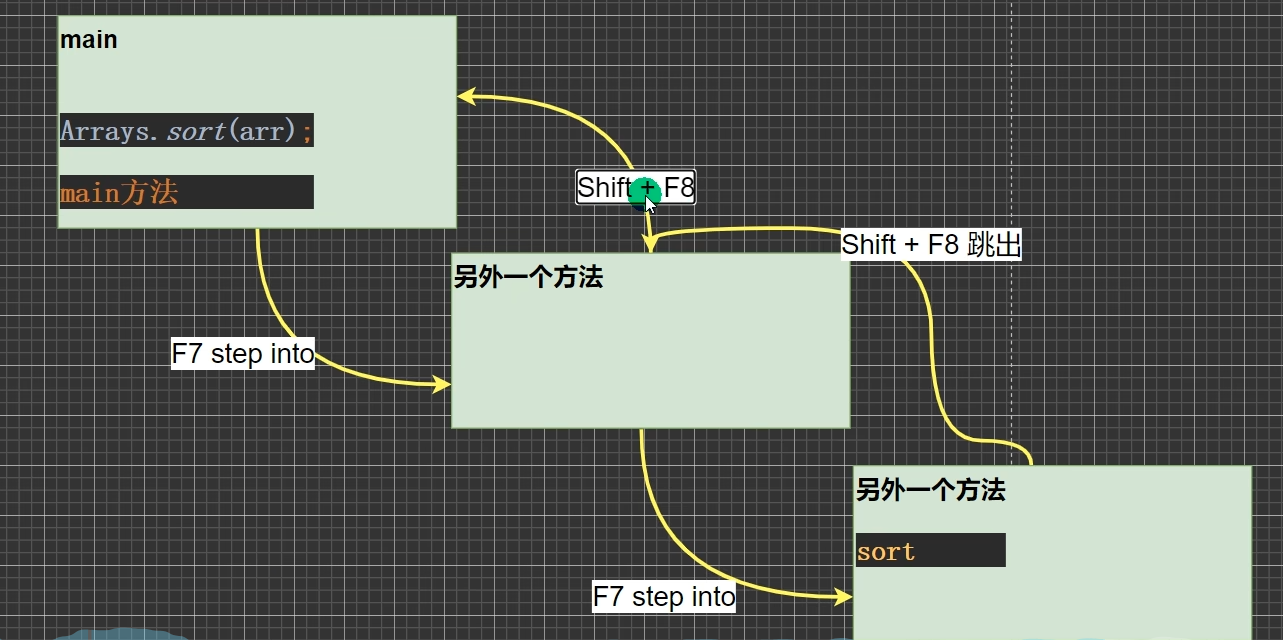 main
Arrays.sort(arr);
main方法
Shift + F8
Shift + F8 跳出
另外一个方法
F7 step into
另外一个方法
sort
F7 step into